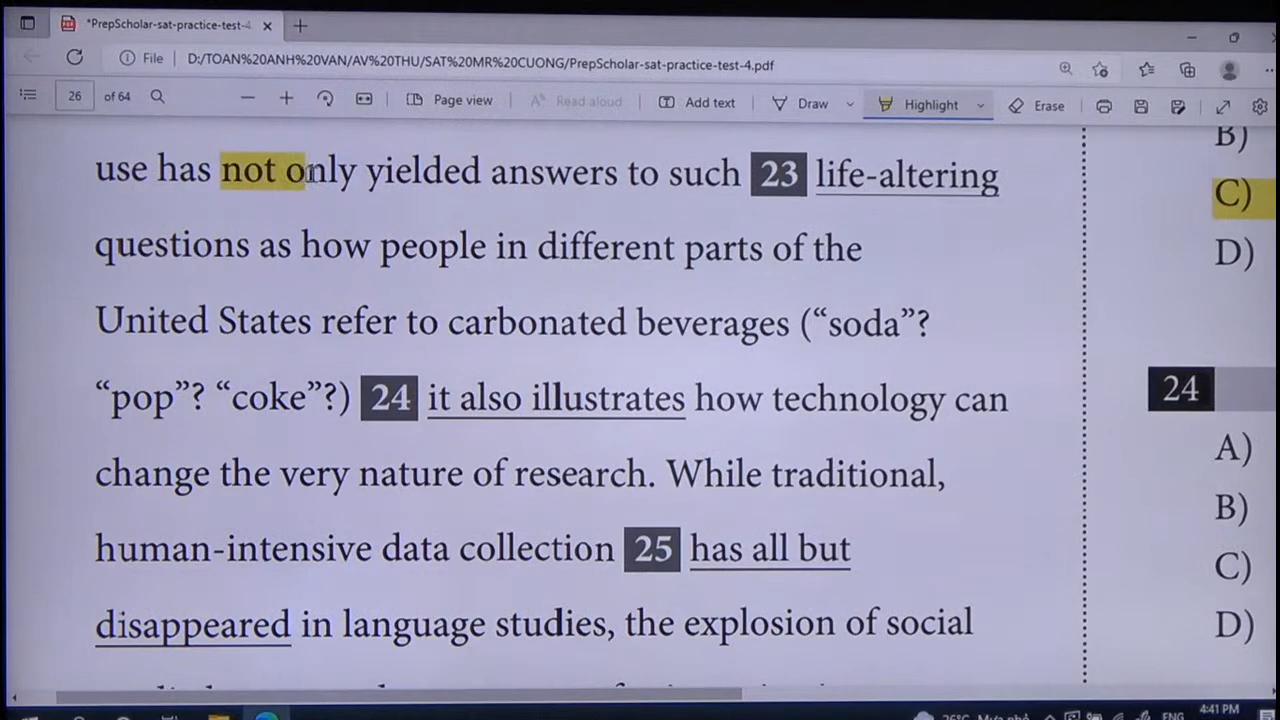 *PrepScholar-sat-practice-test-4
File D:/TOAN%20ANH%20VAN/AV%20THU/SAT%20MR%20CUONG/PrepScholar-sat-practice-test-4.pdf
26 of 64 Page view Read aloud Add text Draw Highlight Erase
use has not only yielded answers to such 23 life-altering
questions as how people in different parts of the
United States refer to carbonated beverages (“soda”?
“pop”? “coke”?) 24 it also illustrates how technology can
change the very nature of research. While traditional,
human-intensive data collection 25 has all but
disappeared in language studies, the explosion of social
B)
C)
D)
24
A)
B)
C)
D)
ENG
4:41 PM